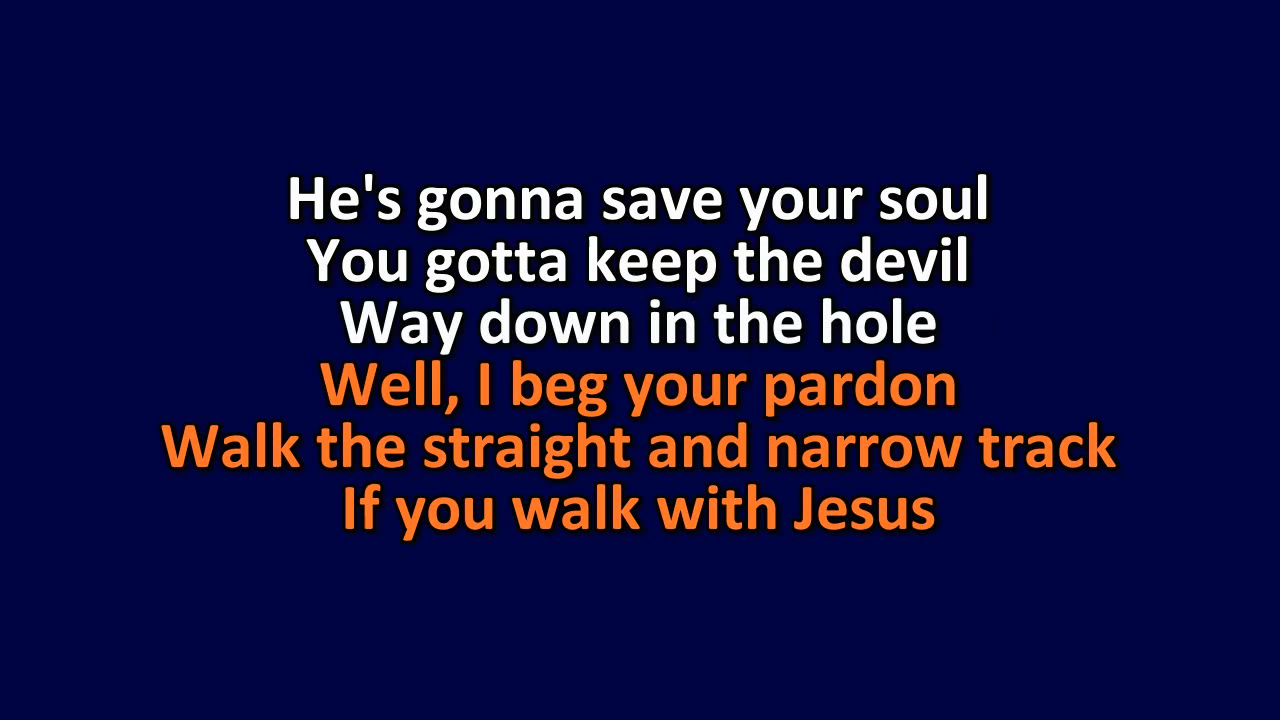 He's gonna save your soul
You gotta keep the devil
Way down in the hole
Well, I beg your pardon
Walk the straight and narrow track
If you walk with Jesus